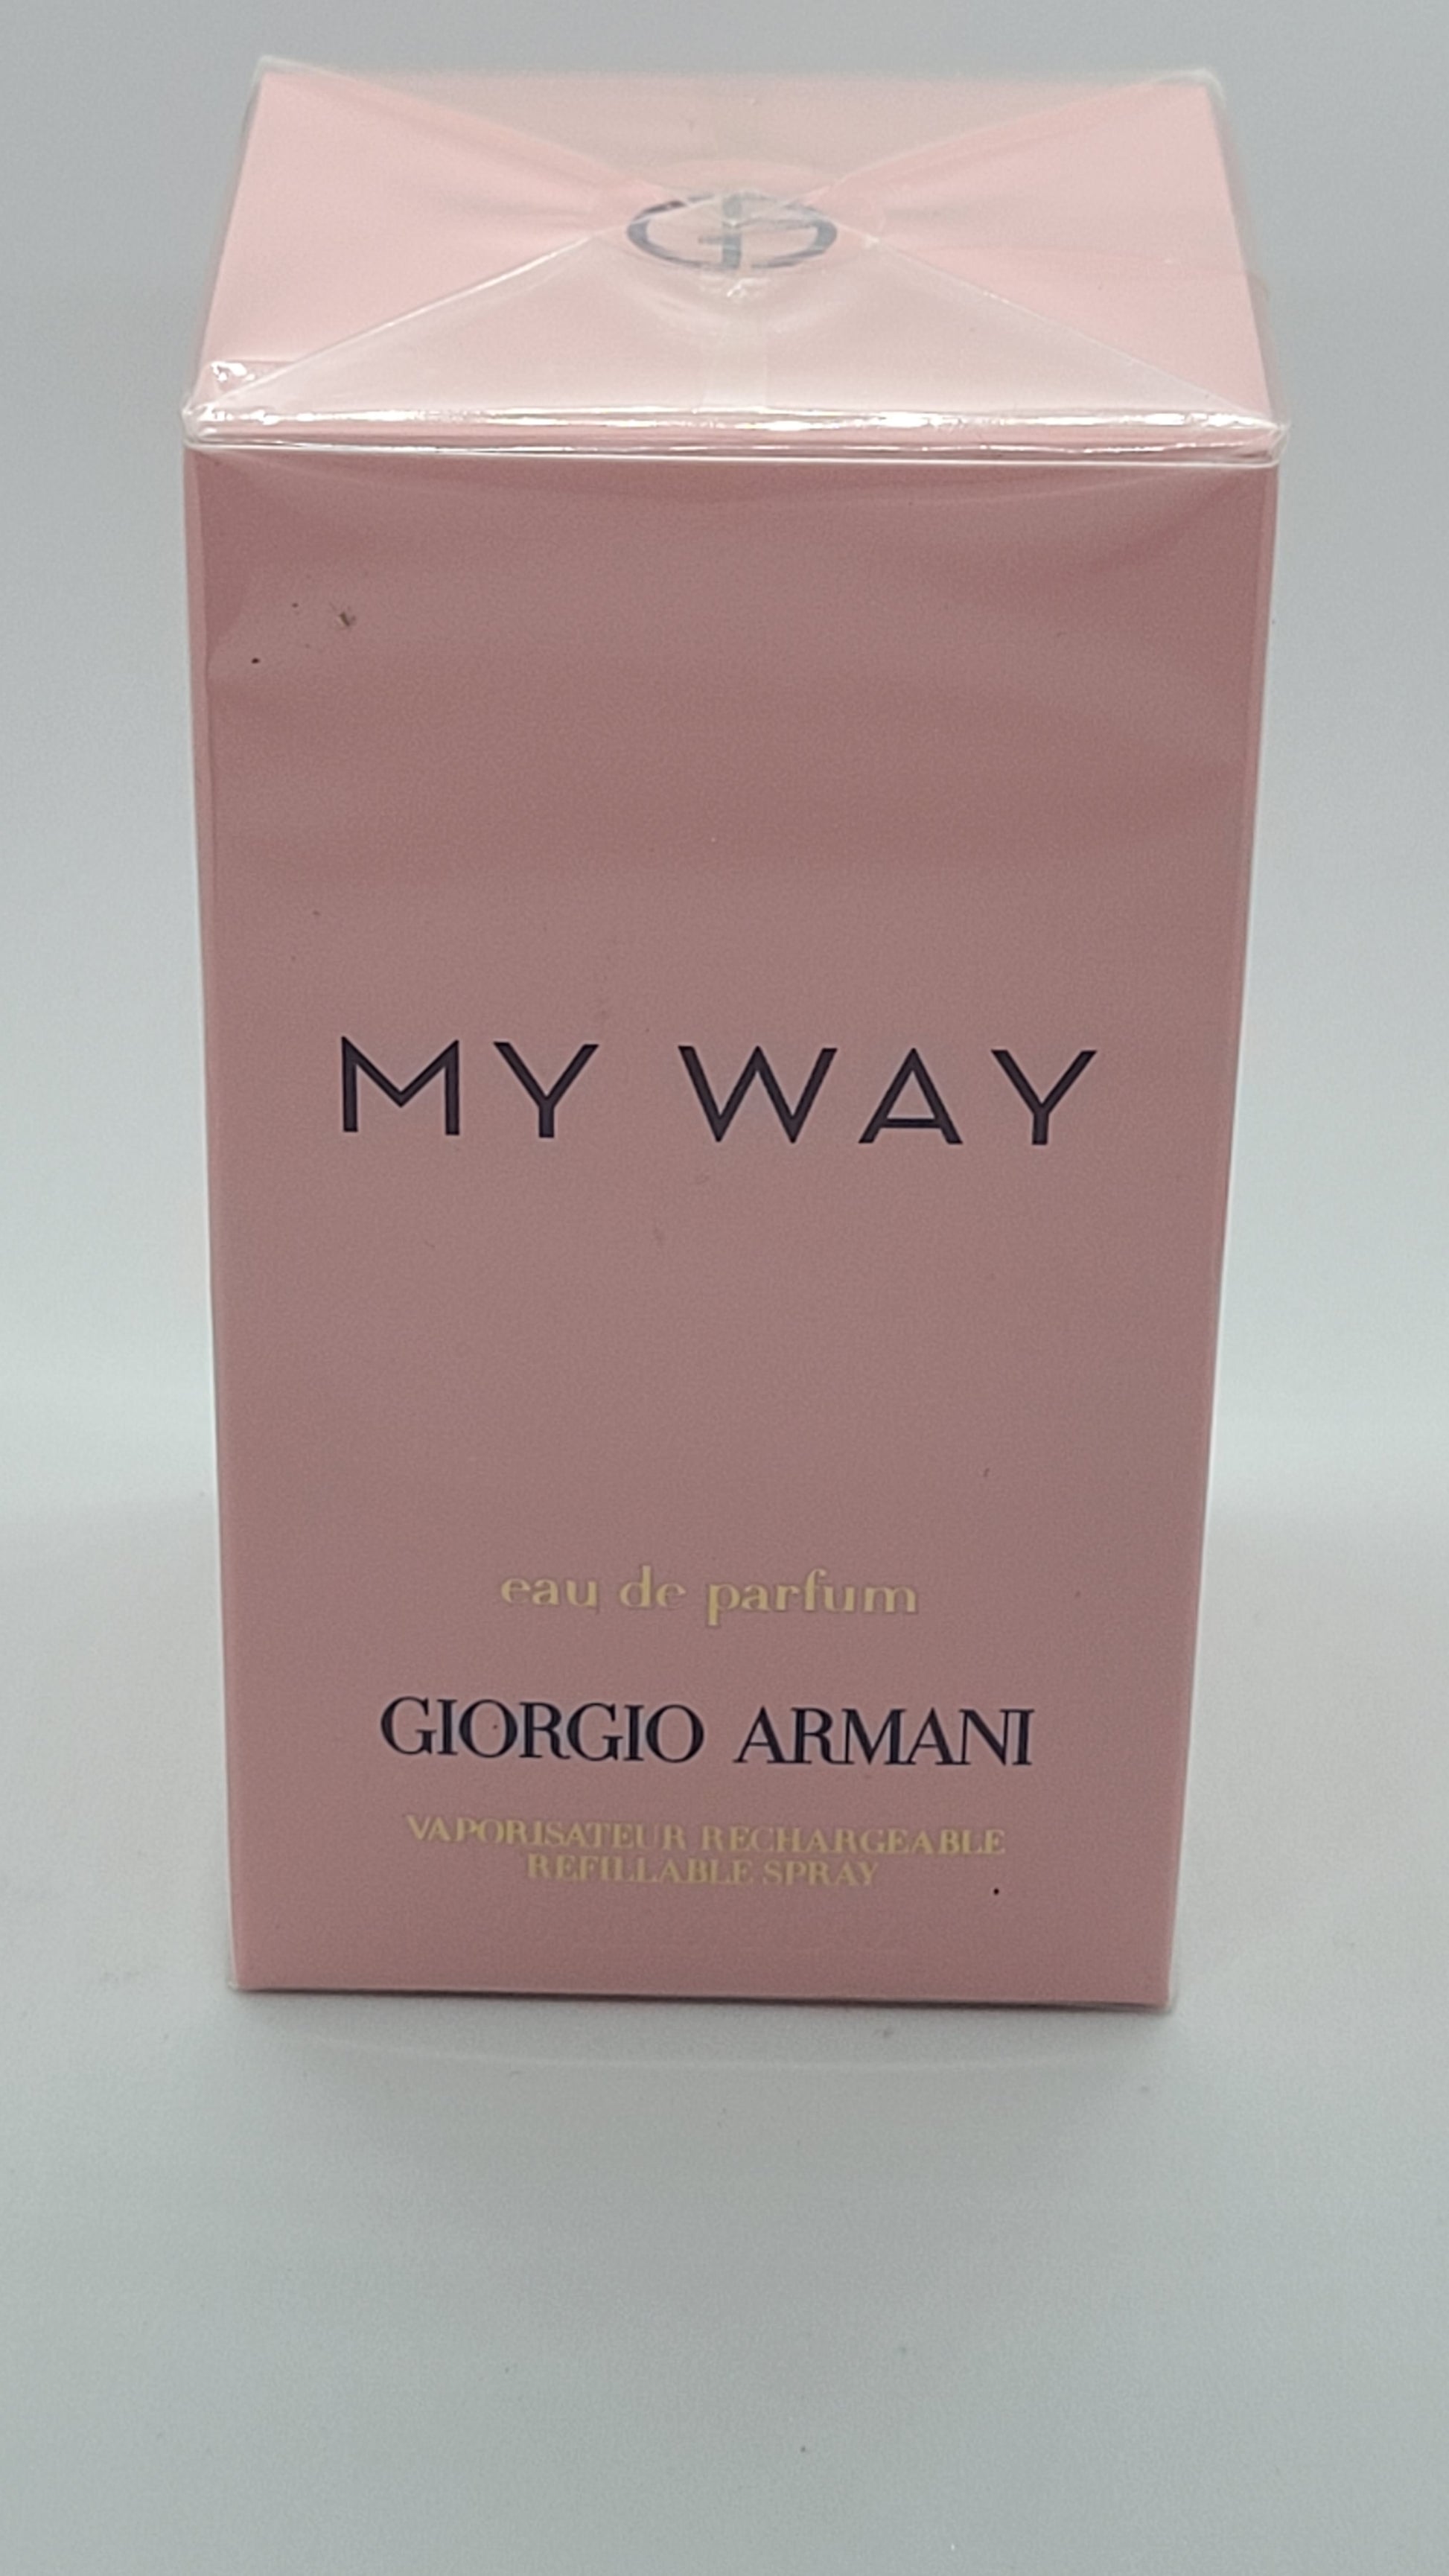 MY WAY
eau de parfum
GIORGIO ARMANI
VAPORISATEUR RECHARGEABLE
REFILLABLE SPRAY